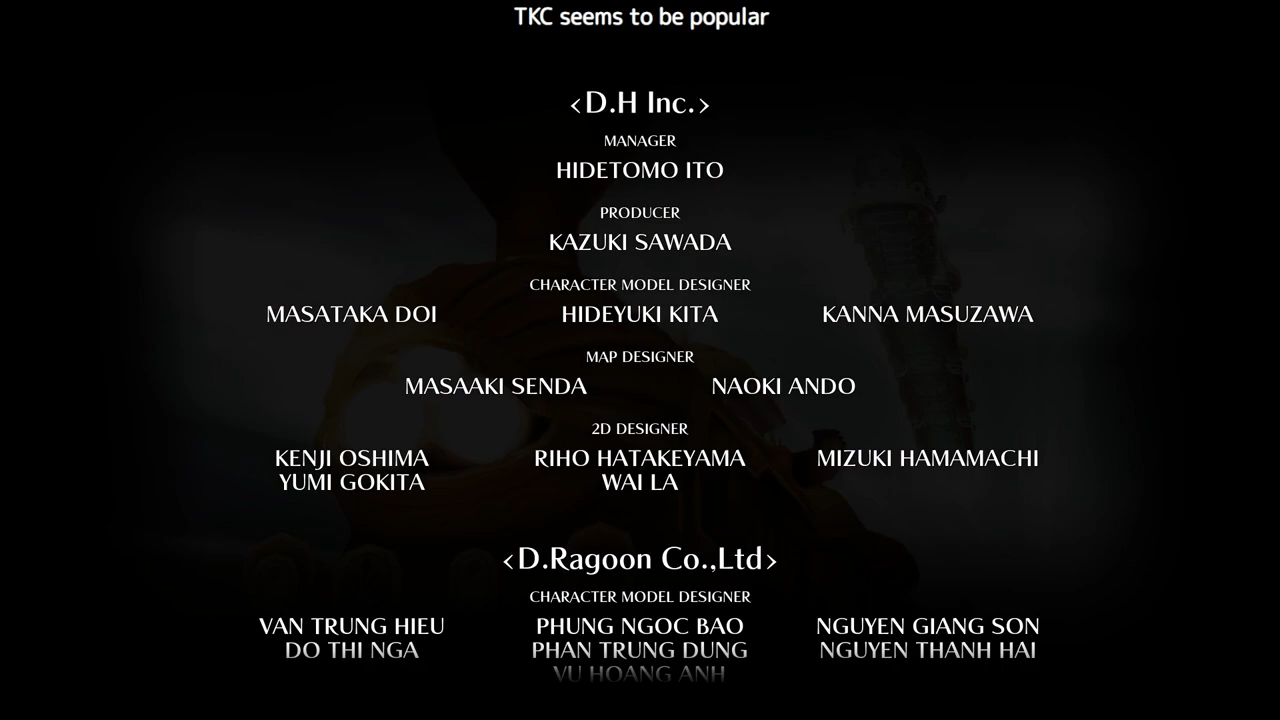 TKC seems to be popular
<D.H Inc.>
MANAGER
HIDETOMO ITO
PRODUCER
KAZUKI SAWADA
CHARACTER MODEL DESIGNER
MASATAKA DOI HIDEYUKI KITA KANNA MASUZAWA
MAP DESIGNER
MASAAKI SENDA NAOKI ANDO
2D DESIGNER
KENJI OSHIMA RIHO HATAKEYAMA MIZUKI HAMAMACHI
YUMI GOKITA WAI LA
<D.Ragoon Co.,Ltd>
CHARACTER MODEL DESIGNER
VAN TRUNG HIEU PHUNG NGOC BAO NGUYEN GIANG SON
DO THI NGA PHAN TRUNG DUNG NGUYEN THANH HAI
VU HOANG ANH